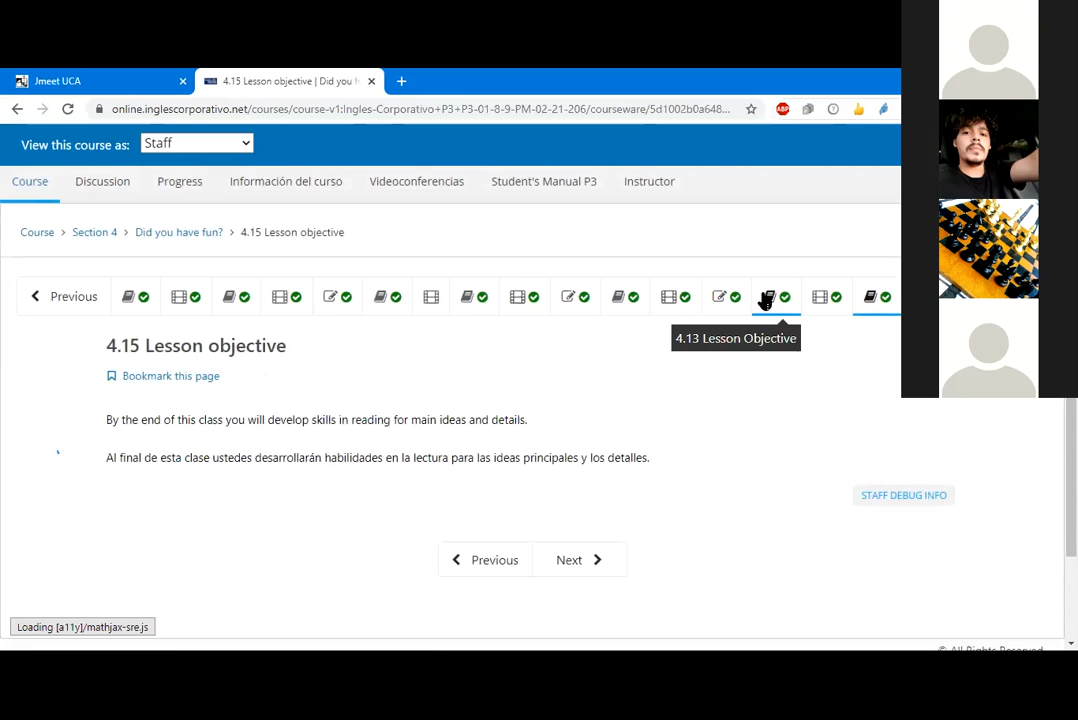 Jmeet UCA
4.15 Lesson objective | Did you h
online.inglescorporativo.net/courses/course-v1:Ingles-Corporativo+P3+P3-01-8-9-PM-02-21-206/courseware/5d1002b0a648...
ABP
View this course as: Staff
Course Discussion Progress Información del curso Videoconferencias Student's Manual P3 Instructor
Course > Section 4 > Did you have fun? > 4.15 Lesson objective
Previous
4.13 Lesson Objective
4.15 Lesson objective
Bookmark this page
By the end of this class you will develop skills in reading for main ideas and details.
Al final de esta clase ustedes desarrollarán habilidades en la lectura para las ideas principales y los detalles.
STAFF DEBUG INFO
Previous Next
Loading [a11y]/mathjax-sre.js
© All Rights Reserved